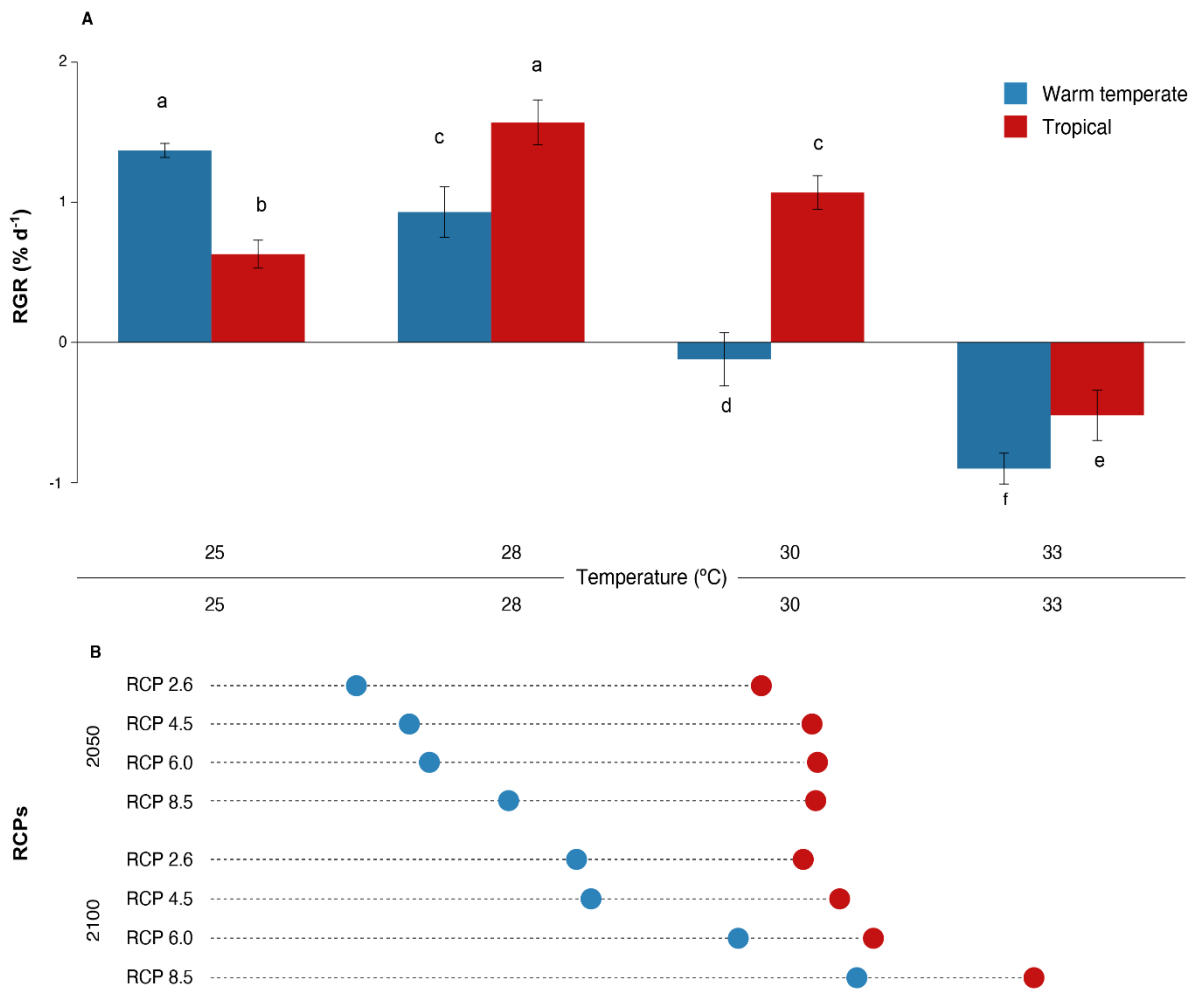 A
2
a
a
Warm temperate
Tropical
c
c
b
1
RGR (% d-1)
0
d
e
-1
f
25 28 30 33
Temperature (ºC)
25 28 30 33
B
RCP 2.6
RCP 4.5
2050
RCP 6.0
RCP 8.5
RCPs
RCP 2.6
RCP 4.5
2100
RCP 6.0
RCP 8.5